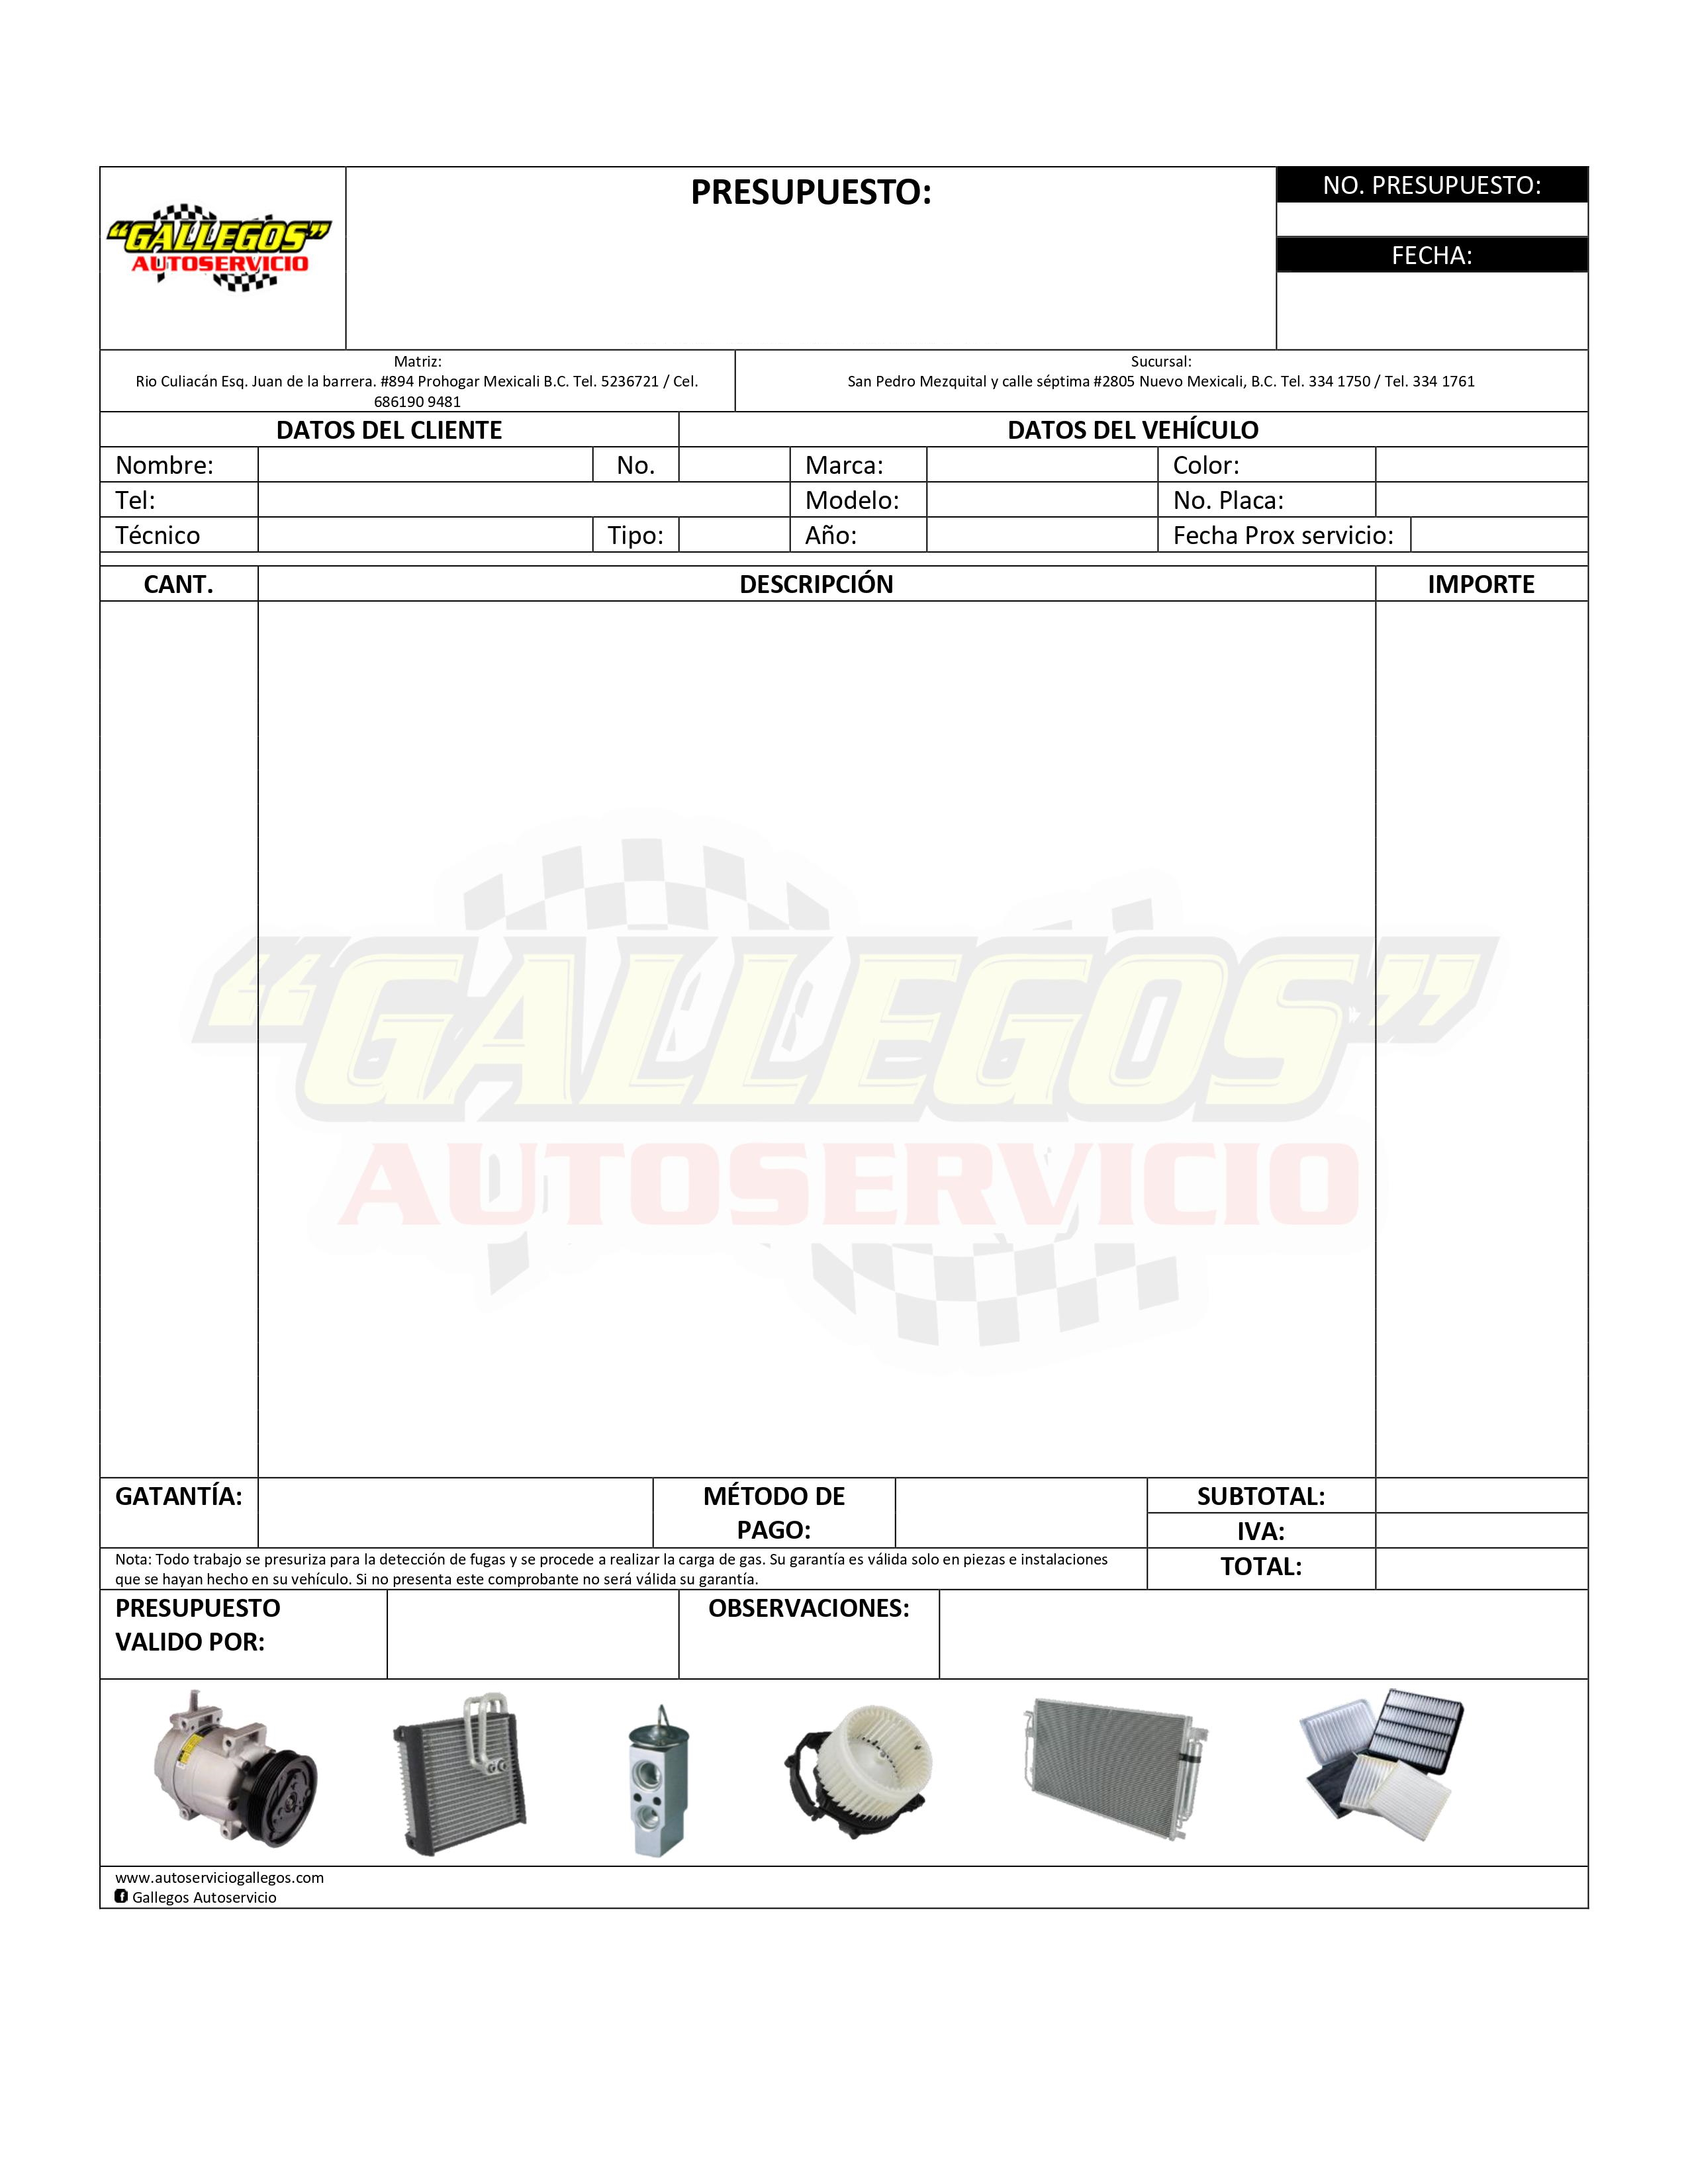 “GALLEGOS”
AUTOSERVICIO
PRESUPUESTO:
NO. PRESUPUESTO:
FECHA:
Matriz:
Rio Culiacán Esq. Juan de la barrera. #894 Prohogar Mexicali B.C. Tel. 5236721 / Cel.
686190 9481
Sucursal:
San Pedro Mezquital y calle séptima #2805 Nuevo Mexicali, B.C. Tel. 334 1750 / Tel. 334 1761
DATOS DEL CLIENTE
DATOS DEL VEHÍCULO
Nombre: No. Marca: Color:
Tel: Modelo: No. Placa:
Técnico Tipo: Año: Fecha Prox servicio:
CANT. DESCRIPCIÓN IMPORTE
“GALLEGOS”
AUTOSERVICIO
GATANTÍA:
MÉTODO DE
PAGO:
SUBTOTAL:
IVA:
Nota: Todo trabajo se presuriza para la detección de fugas y se procede a realizar la carga de gas. Su garantía es válida solo en piezas e instalaciones
que se hayan hecho en su vehículo. Si no presenta este comprobante no será válida su garantía.
TOTAL:
PRESUPUESTO
VALIDO POR:
OBSERVACIONES:
www.autoserviciogallegos.com
Gallegos Autoservicio